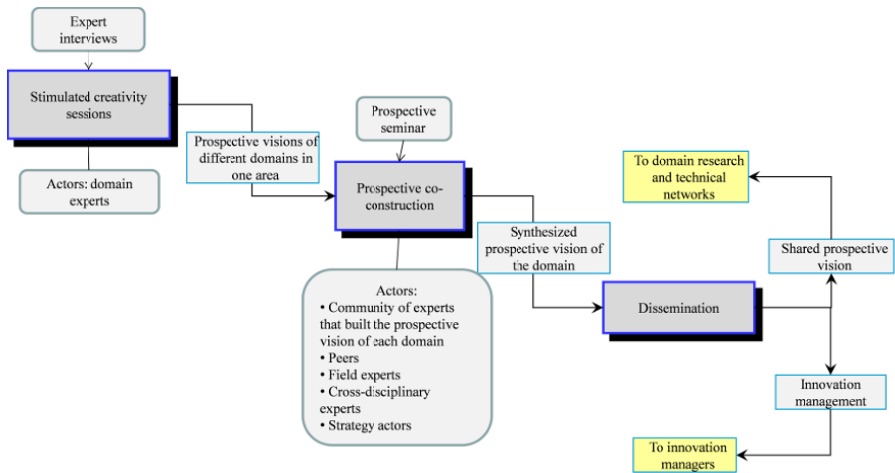 Expert
interviews
Stimulated creativity
sessions
Actors: domain
experts
Prospective visions of
different domains in
one area
Prospective
seminar
Prospective co-
construction
Actors:
• Community of experts
that built the prospective
vision of each domain
• Peers
• Field experts
• Cross-disciplinary
experts
• Strategy actors
Synthesized
prospective vision of
the domain
Dissemination
To domain research
and technical
networks
Shared prospective
vision
Innovation
management
To innovation
managers